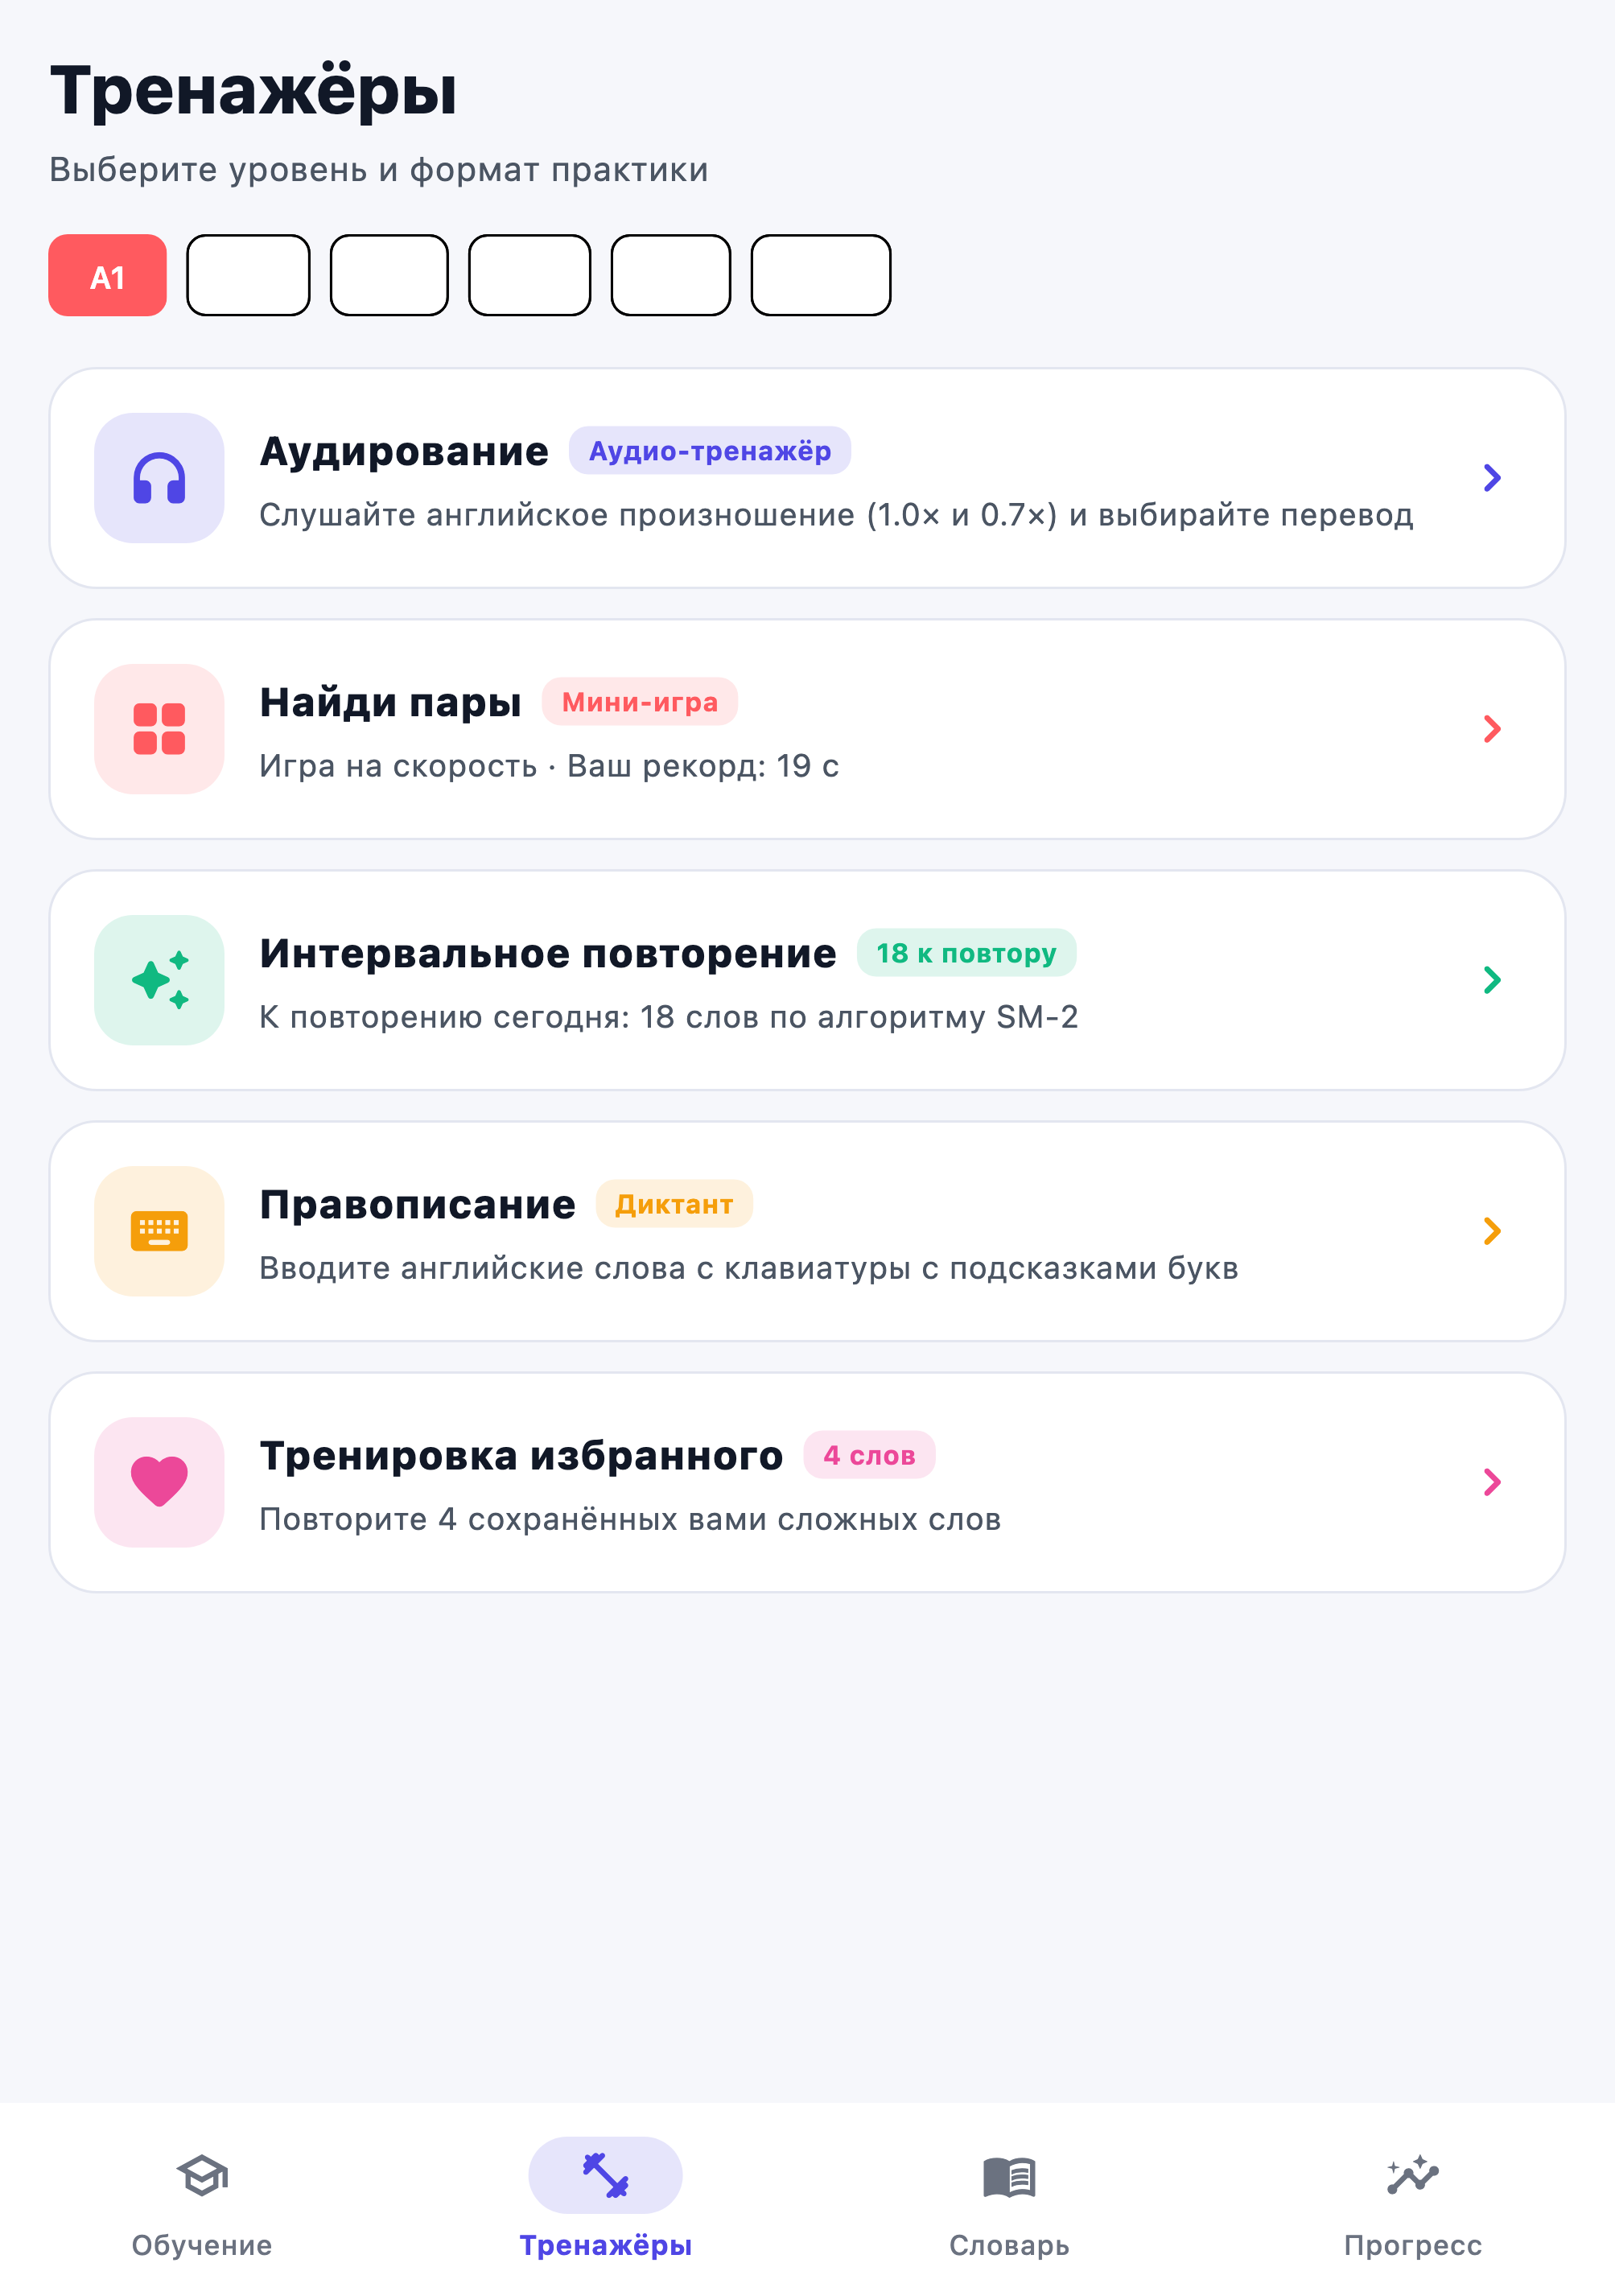 Тренажёры
Выберите уровень и формат практики
A1
Аудирование Аудио-тренажёр
Слушайте английское произношение (1.0× и 0.7×) и выбирайте перевод
Найди пары Мини-игра
Игра на скорость · Ваш рекорд: 19 с
Интервальное повторение 18 к повтору
К повторению сегодня: 18 слов по алгоритму SM-2
Правописание Диктант
Вводите английские слова с клавиатуры с подсказками букв
Тренировка избранного 4 слов
Повторите 4 сохранённых вами сложных слов
Обучение Тренажёры Словарь Прогресс